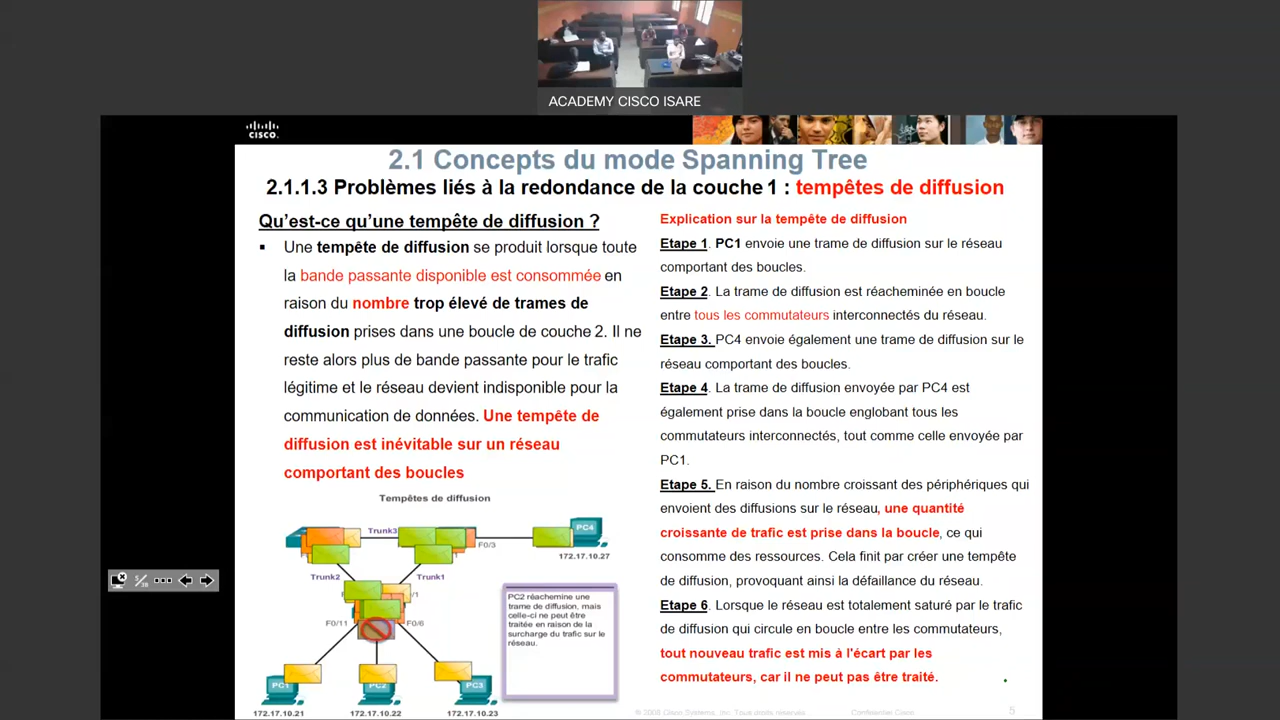 ACADEMY CISCO ISARE
CISCO
2.1 Concepts du mode Spanning Tree
2.1.1.3 Problèmes liés à la redondance de la couche 1 : tempêtes de diffusion
Qu'est-ce qu'une tempête de diffusion ?
▪ Une tempête de diffusion se produit lorsque toute
la bande passante disponible est consommée en
raison du nombre trop élevé de trames de
diffusion prises dans une boucle de couche 2. Il ne
reste alors plus de bande passante pour le trafic
légitime et le réseau devient indisponible pour la
communication de données. Une tempête de
diffusion est inévitable sur un réseau
comportant des boucles
Tempêtes de diffusion
Trunk3
F0/3
PC4
172.17.10.27
Trunk2
Trunk1
/1
F0/11
F0/6
PC2 réachemine une
trame de diffusion, mais
celle-ci ne peut être
traitée en raison de la
surcharge du trafic sur le
réseau.
PC1
PC2
PC3
172.17.10.21
172.17.10.22
172.17.10.23
Explication sur la tempête de diffusion
Etape 1. PC1 envoie une trame de diffusion sur le réseau
comportant des boucles.
Etape 2. La trame de diffusion est réacheminée en boucle
entre tous les commutateurs interconnectés du réseau.
Etape 3. PC4 envoie également une trame de diffusion sur le
réseau comportant des boucles.
Etape 4. La trame de diffusion envoyée par PC4 est
également prise dans la boucle englobant tous les
commutateurs interconnectés, tout comme celle envoyée par
PC1.
Etape 5. En raison du nombre croissant des périphériques qui
envoient des diffusions sur le réseau, une quantité
croissante de trafic est prise dans la boucle, ce qui
consomme des ressources. Cela finit par créer une tempête
de diffusion, provoquant ainsi la défaillance du réseau.
Etape 6. Lorsque le réseau est totalement saturé par le trafic
de diffusion qui circule en boucle entre les commutateurs,
tout nouveau trafic est mis à l'écart par les
commutateurs, car il ne peut pas être traité.
© 2008 Cisco Systems, Inc. Tous droits réservés.
Confidentiel Cisco
5